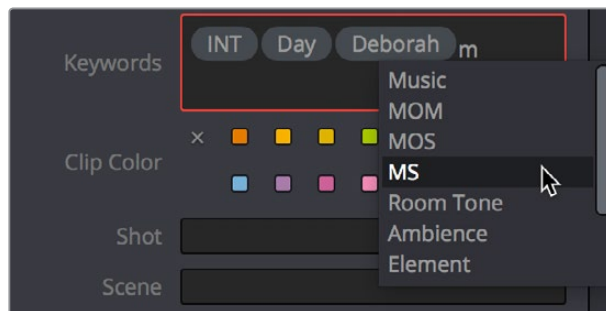 Keywords
INT Day Deborah m
Music
MOM
MOS
Clip Color
MS
Room Tone
Shot
Ambience
Element
Scene